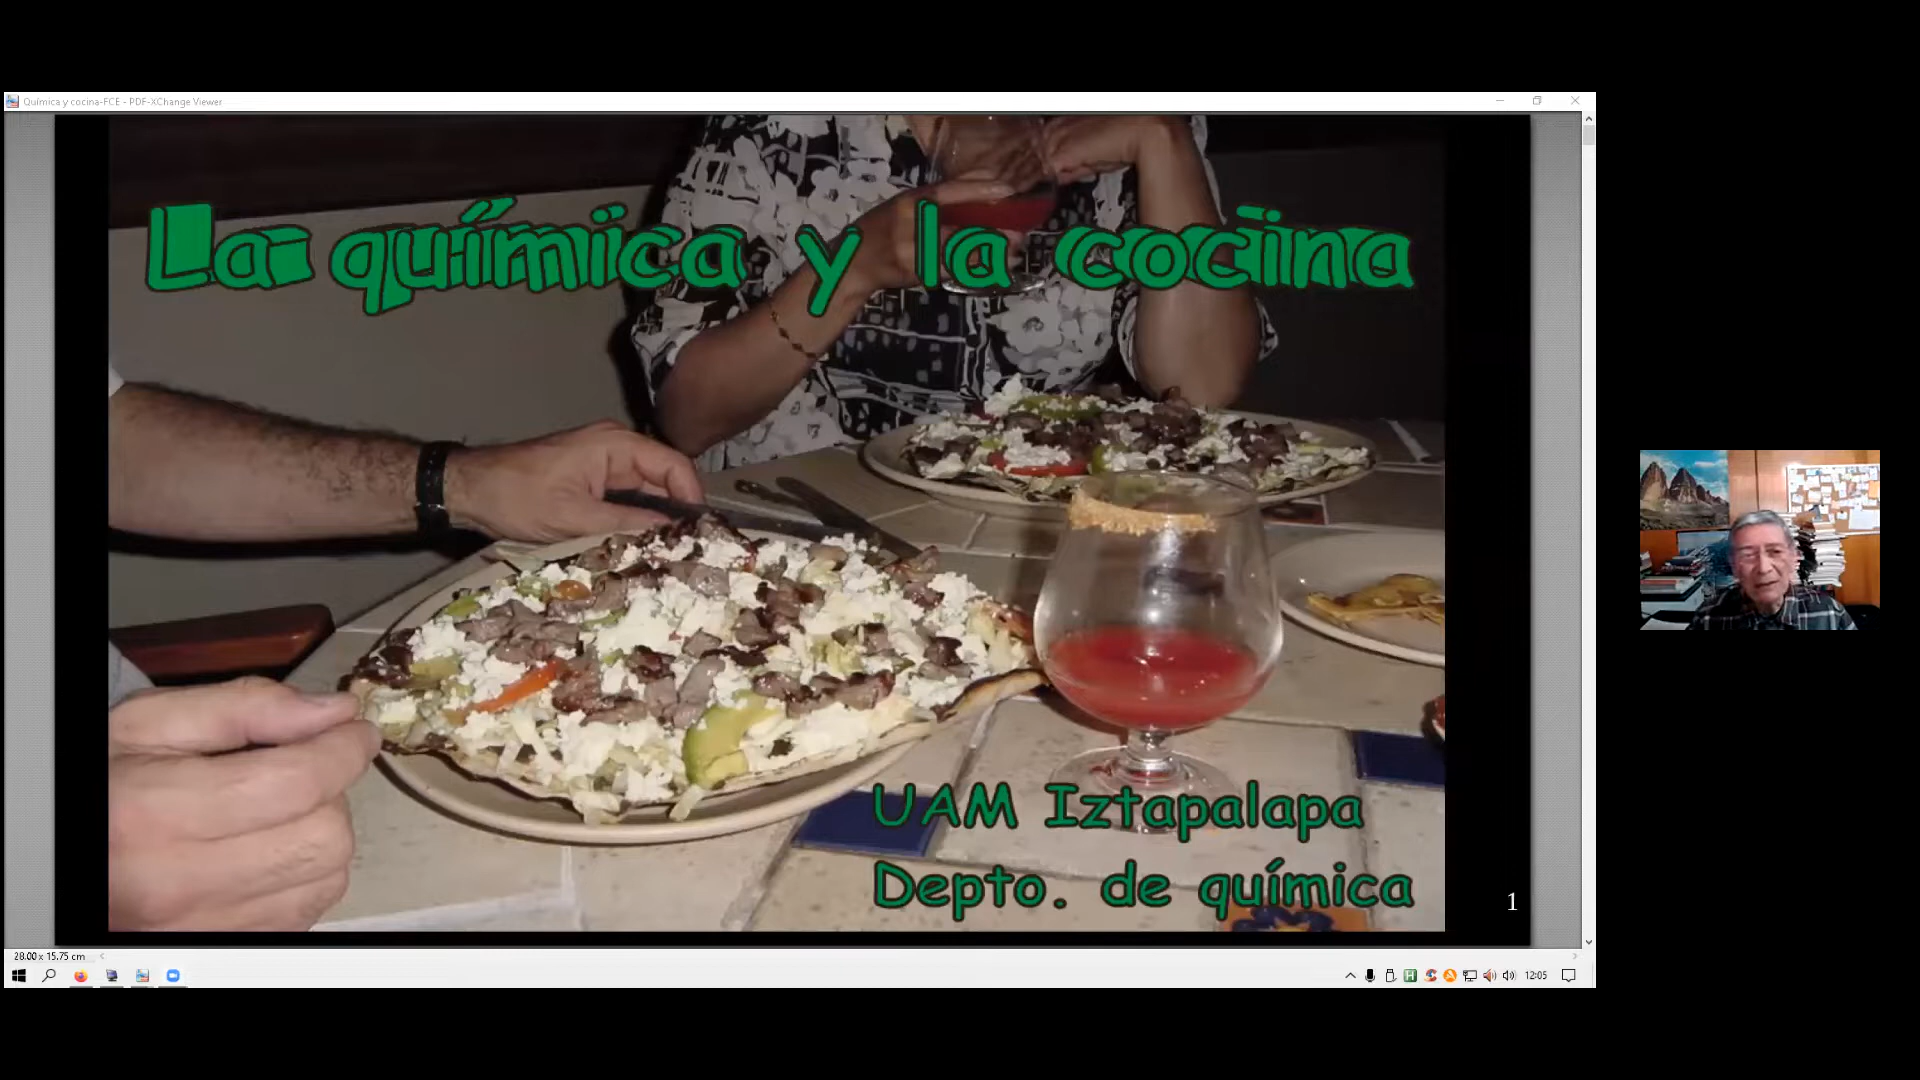 Química y cocina-FCE - PDF-XChange Viewer
La química y la cocina
UAM Iztapalapa
Depto. de química
1
28.00 x 15.75 cm
12:05